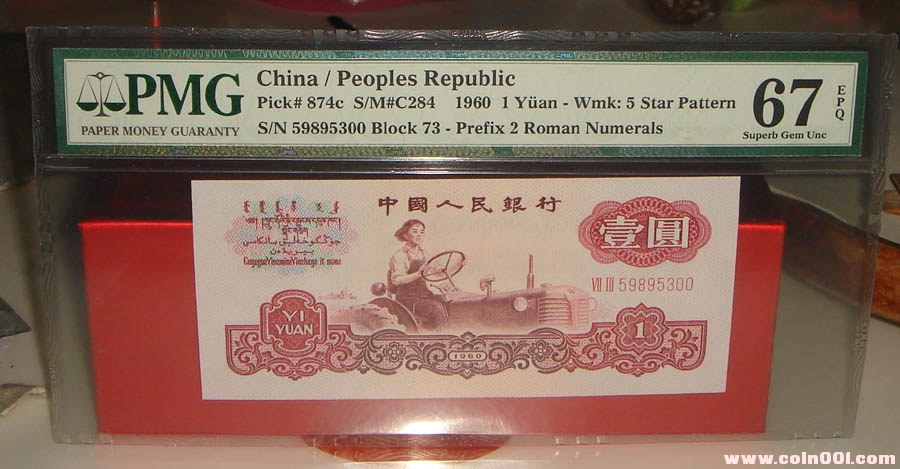 PMG
PAPER MONEY GUARANTY
China / Peoples Republic
Pick# 874c S/M#C284 1960 1 Yüan - Wmk: 5 Star Pattern
S/N 59895300 Block 73 - Prefix 2 Roman Numerals
67
Superb Gem Unc
EPQ
中國人民銀行
壹圓
VII III 59895300
YI
YUAN
1960
1
www.coin001.com